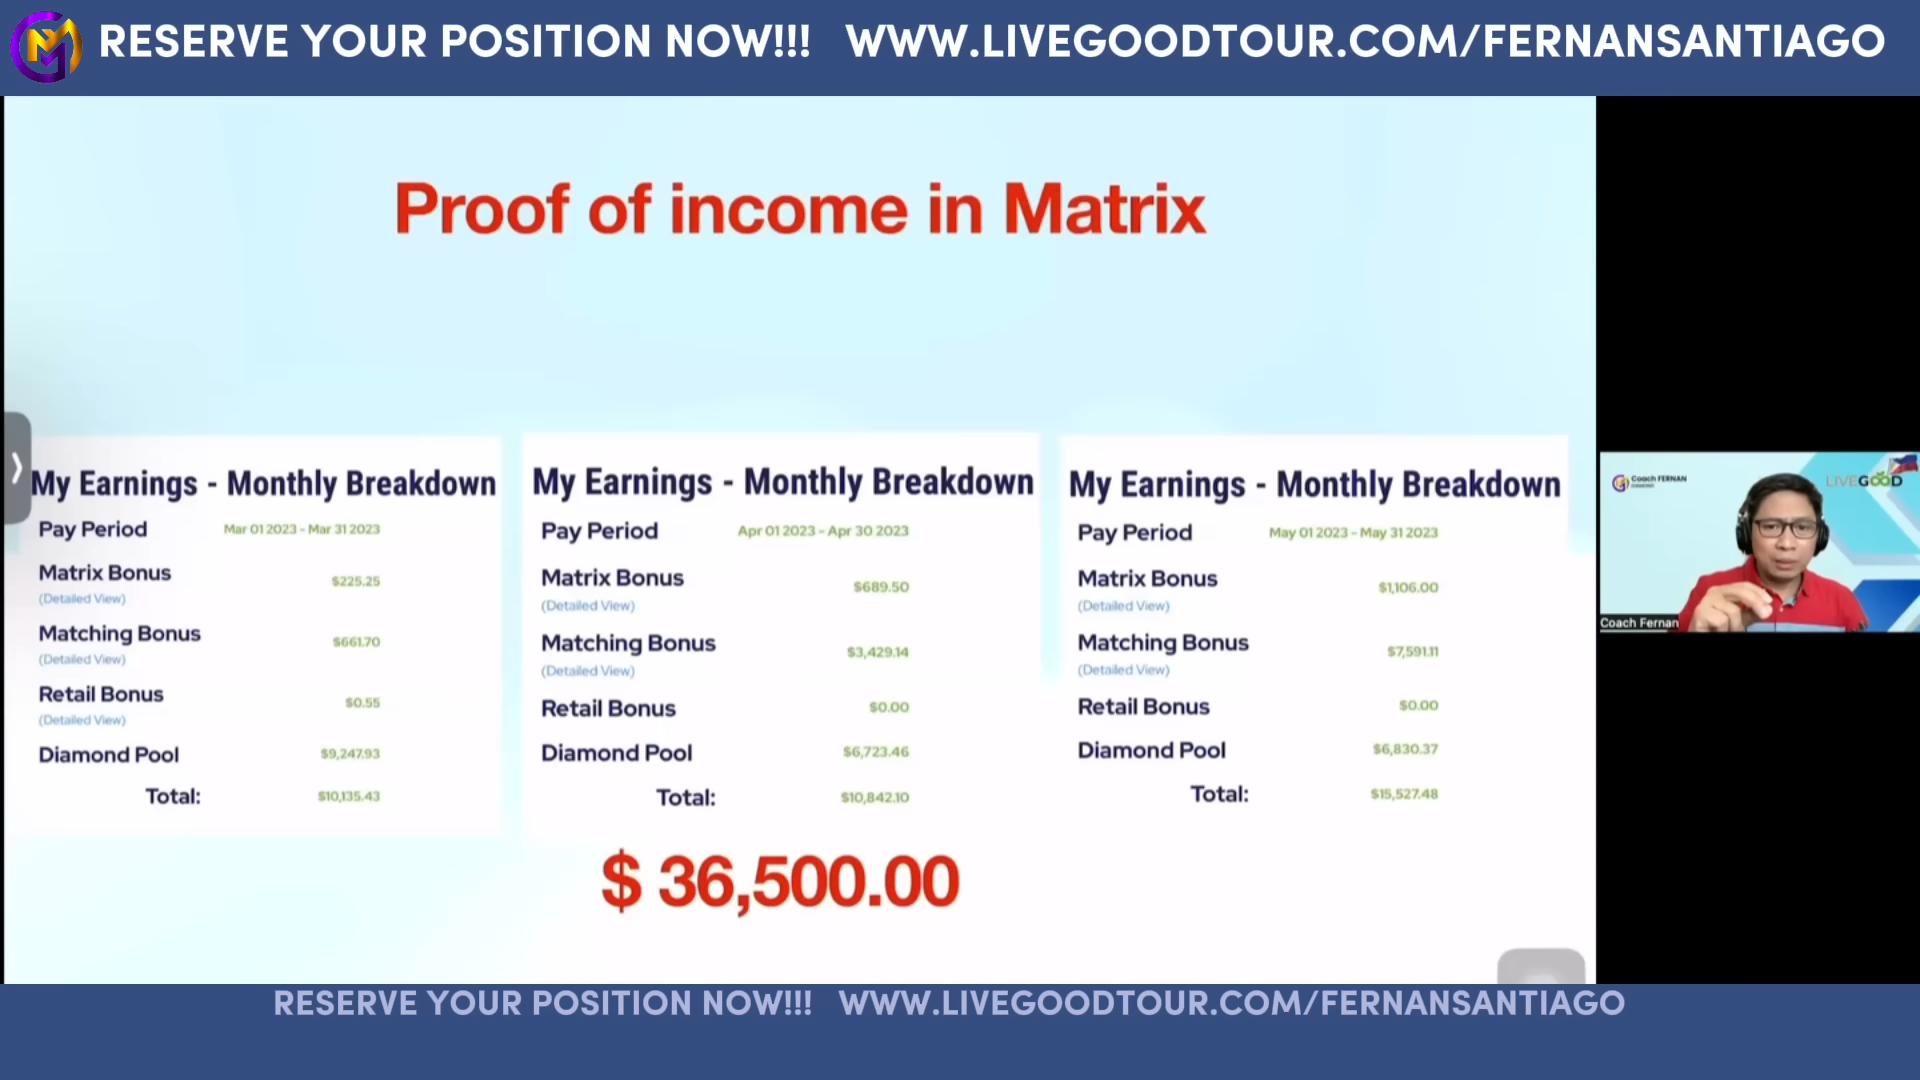 RESERVE YOUR POSITION NOW!!! WWW.LIVEGOODTOUR.COM/FERNANSANTIAGO
Proof of income in Matrix
My Earnings - Monthly Breakdown
Pay Period Mar 01 2023 - Mar 31 2023
Matrix Bonus $225.25
(Detailed View)
Matching Bonus $661.70
(Detailed View)
Retail Bonus $0.55
(Detailed View)
Diamond Pool $9,247.93
Total: $10,135.43
My Earnings - Monthly Breakdown
Pay Period Apr 01 2023 - Apr 30 2023
Matrix Bonus $689.50
(Detailed View)
Matching Bonus $3,429.14
(Detailed View)
Retail Bonus $0.00
Diamond Pool $6,723.46
Total: $10,842.10
My Earnings - Monthly Breakdown
Pay Period May 01 2023 - May 31 2023
Matrix Bonus $1,106.00
(Detailed View)
Matching Bonus $7,591.11
(Detailed View)
Retail Bonus $0.00
Diamond Pool $6,830.37
Total: $15,527.48
$ 36,500.00
Coach FERNAN
LIVEGOOD
Coach Fernan
RESERVE YOUR POSITION NOW!!! WWW.LIVEGOODTOUR.COM/FERNANSANTIAGO